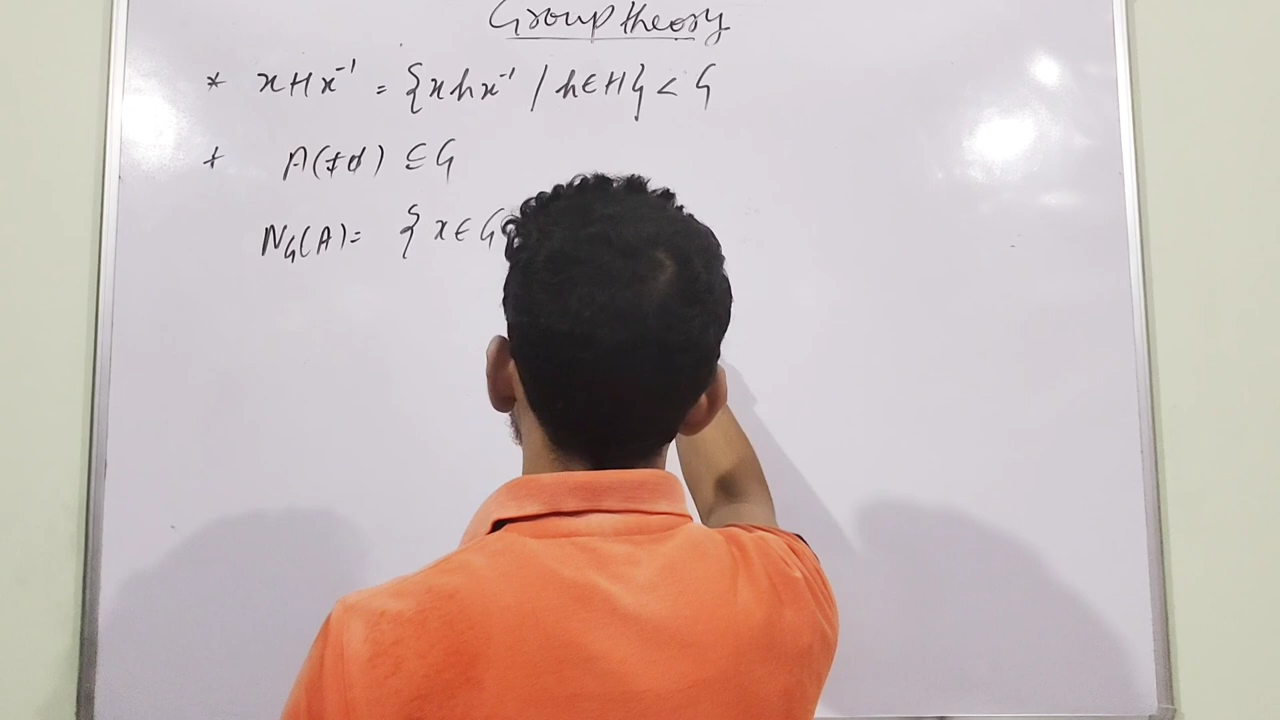 Group theory
* xHx⁻¹ = {xhx⁻¹ / h∈H} < G
* A(≠ϕ) ⊆ G
N_G(A) = { x∈G